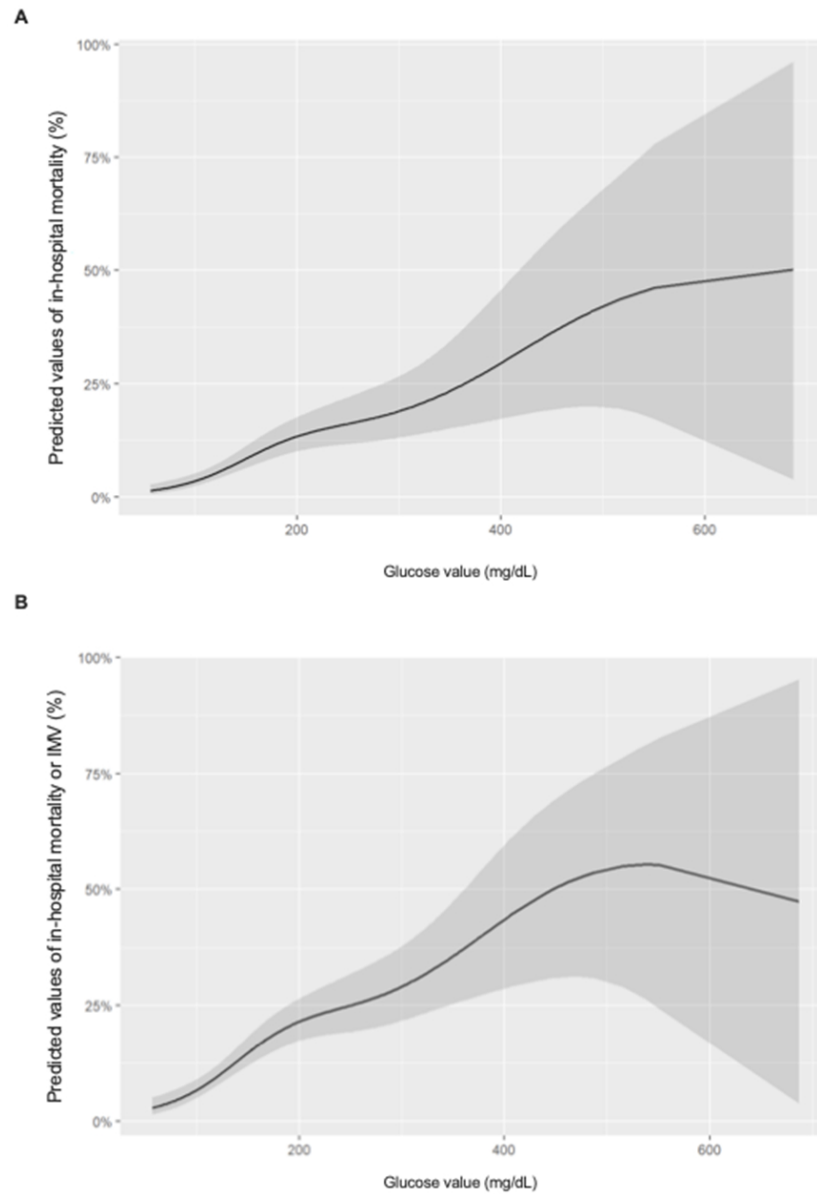 A
Predicted values of in-hospital mortality (%)
100%
75%
50%
25%
0%
200
400
600
Glucose value (mg/dL)
B
Predicted values of in-hospital mortality or IMV (%)
100%
75%
50%
25%
0%
200
400
600
Glucose value (mg/dL)